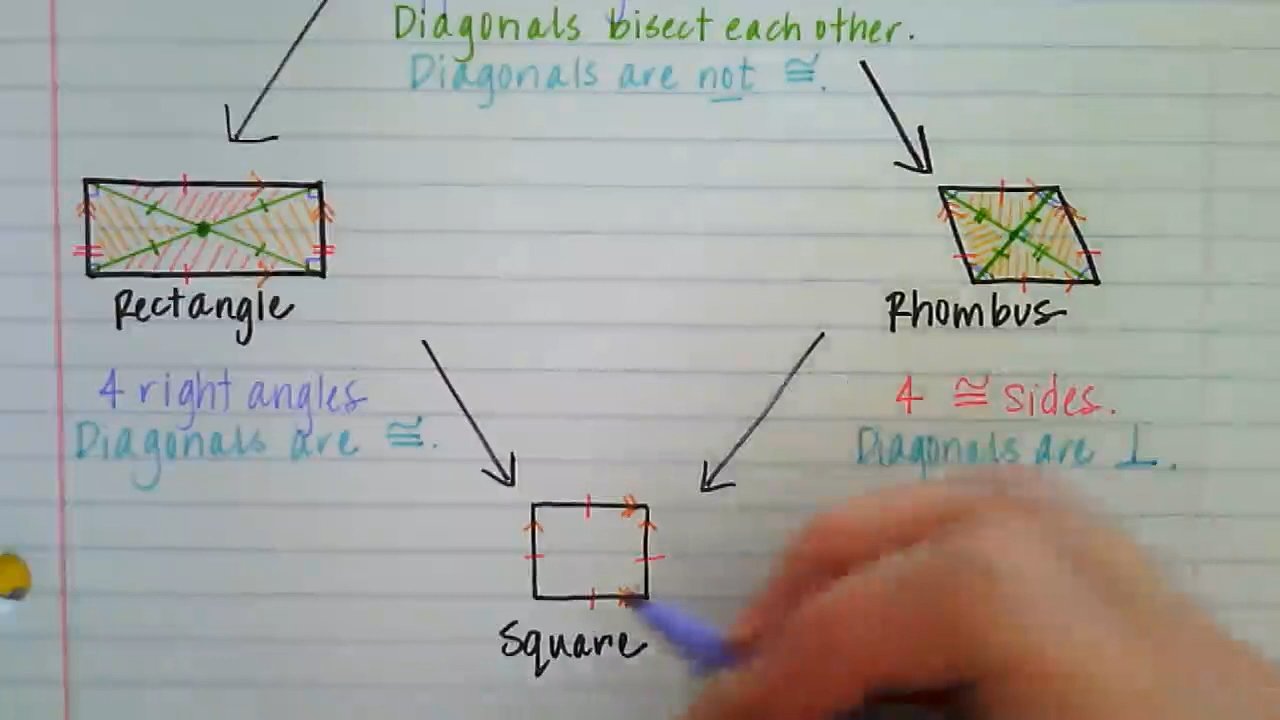 Diagonals bisect each other.
Diagonals are not ≅.
Rectangle
4 right angles
Diagonals are ≅.
Rhombus
4 ≅ sides.
Diagonals are ⊥.
Square